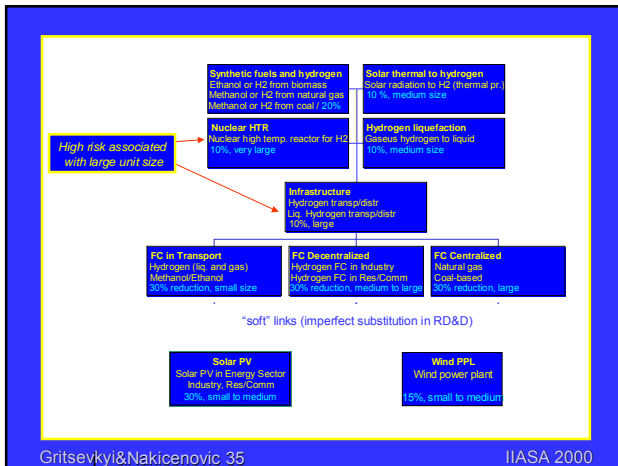 Synthetic fuels and hydrogen
Ethanol or H2 from biomass
Methanol or H2 from natural gas
Methanol or H2 from coal / 20%
Solar thermal to hydrogen
Solar radiation to H2 (thermal pr.)
10 %, medium size
Nuclear HTR
Nuclear high temp. reactor for H2
10%, very large
Hydrogen liquefaction
Gaseus hydrogen to liquid
10%, medium size
High risk associated
with large unit size
Infrastructure
Hydrogen transp/distr
Liq. Hydrogen transp/distr
10%, large
FC in Transport
Hydrogen (liq. and gas)
Methanol/Ethanol
30% reduction, small size
FC Decentralized
Hydrogen FC in Industry
Hydrogen FC in Res/Comm
30% reduction, medium to large
FC Centralized
Natural gas
Coal-based
30% reduction, large
"soft" links (imperfect substitution in RD&D)
Solar PV
Solar PV in Energy Sector
Industry, Res/Comm
30%, small to medium
Wind PPL
Wind power plant
15%, small to medium
Gritsevkyi&Nakicenovic 35
IIASA 2000